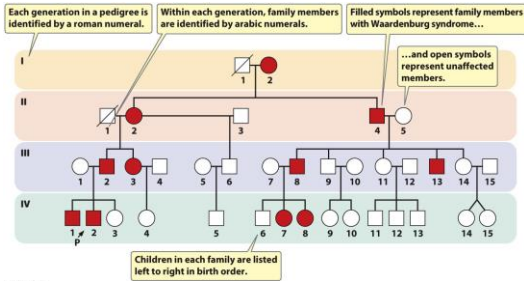 Each generation in a pedigree is
identified by a roman numeral.
Within each generation, family members
are identified by arabic numerals.
Filled symbols represent family members
with Waardenburg syndrome…
…and open symbols
represent unaffected
members.
I
1 2
II
1 2 3 4 5
III
1 2 3 4 5 6 7 8 9 10 11 12 13 14 15
IV
1 2 3 4 5 6 7 8 9 10 11 12 13 14 15
P
Children in each family are listed
left to right in birth order.